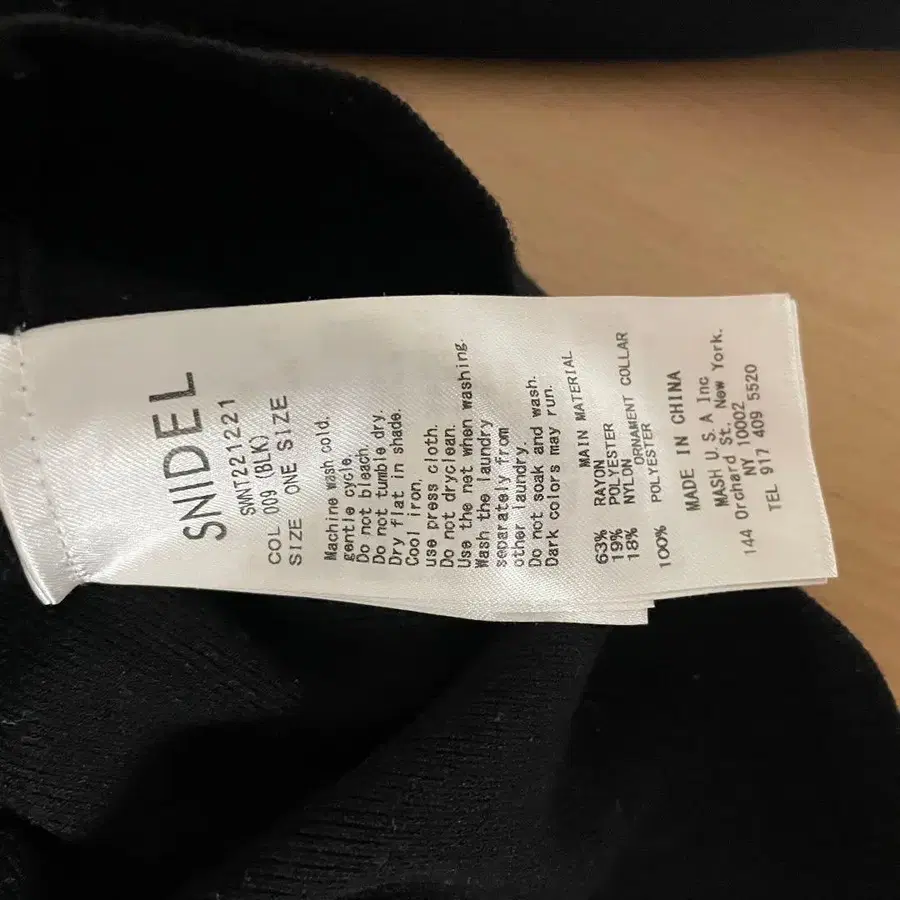 SNIDEL
SWNT221221
COL 009 (BLK)
SIZE ONE SIZE
Machine wash cold.
gentle cycle.
Do not bleach.
Do not tumble dry.
Dry flat in shade.
Cool iron.
use press cloth.
Do not dryclean.
Use the net when washing.
Wash the laundry
separately from
other laundry.
Do not soak and wash.
Dark colors may run.
MAIN MATERIAL
63% RAYON
19% POLYESTER
18% NYLON
ORNAMENT COLLAR
100% POLYESTER
MADE IN CHINA
MASH U.S.A Inc
144 Orchard St. New York.
NY 10002
TEL 917 409 5520